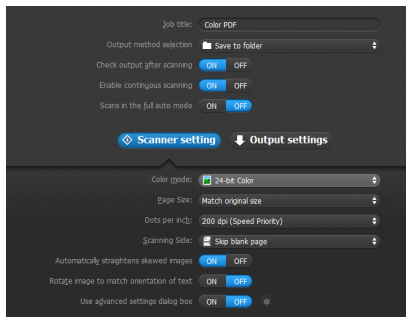 Job title: Color PDF
Output method selection Save to folder
Check output after scanning ON OFF
Enable continuous scanning ON OFF
Scans in the full auto mode ON OFF
Scanner setting Output settings
Color mode: 24-bit Color
Page Size: Match original size
Dots per inch: 200 dpi (Speed Priority)
Scanning Side: Skip blank page
Automatically straightens skewed images ON OFF
Rotate image to match orientation of text ON OFF
Use advanced settings dialog box ON OFF